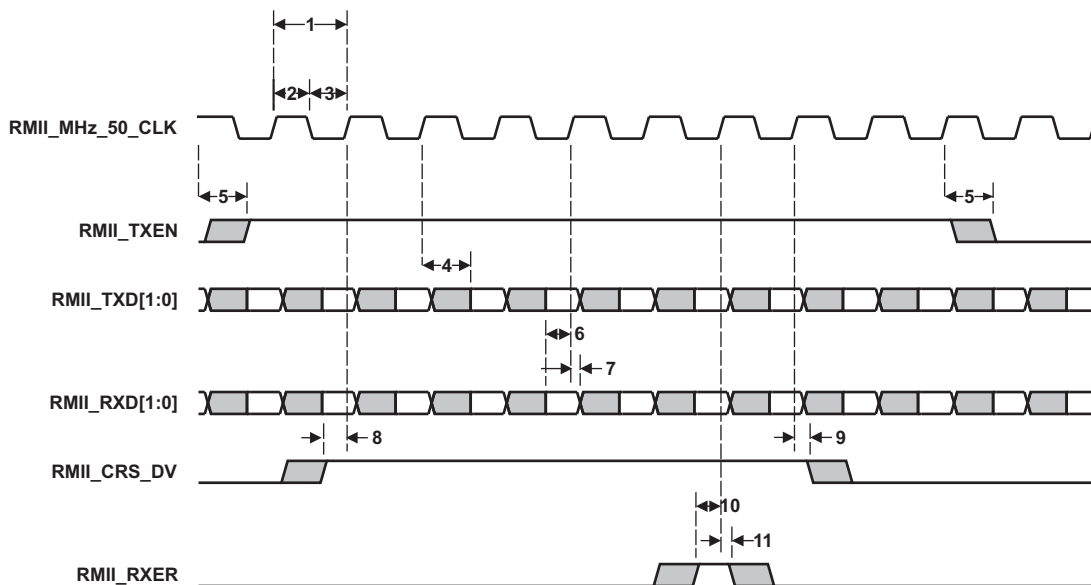 1
2 3
RMII_MHz_50_CLK
5 5
RMII_TXEN
4
RMII_TXD[1:0]
6
7
RMII_RXD[1:0]
8 9
RMII_CRS_DV
10
11
RMII_RXER